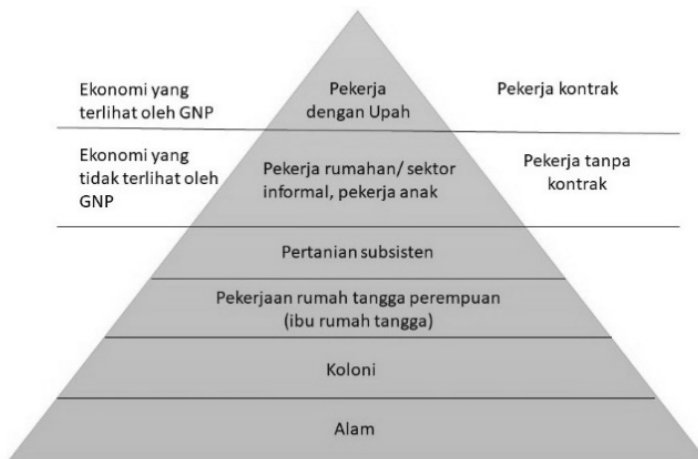 Ekonomi yang
terlihat oleh GNP
Pekerja
dengan Upah
Pekerja kontrak
Ekonomi yang
tidak terlihat oleh
GNP
Pekerja rumahan/ sektor
informal, pekerja anak
Pekerja tanpa
kontrak
Pertanian subsisten
Pekerjaan rumah tangga perempuan
(ibu rumah tangga)
Koloni
Alam